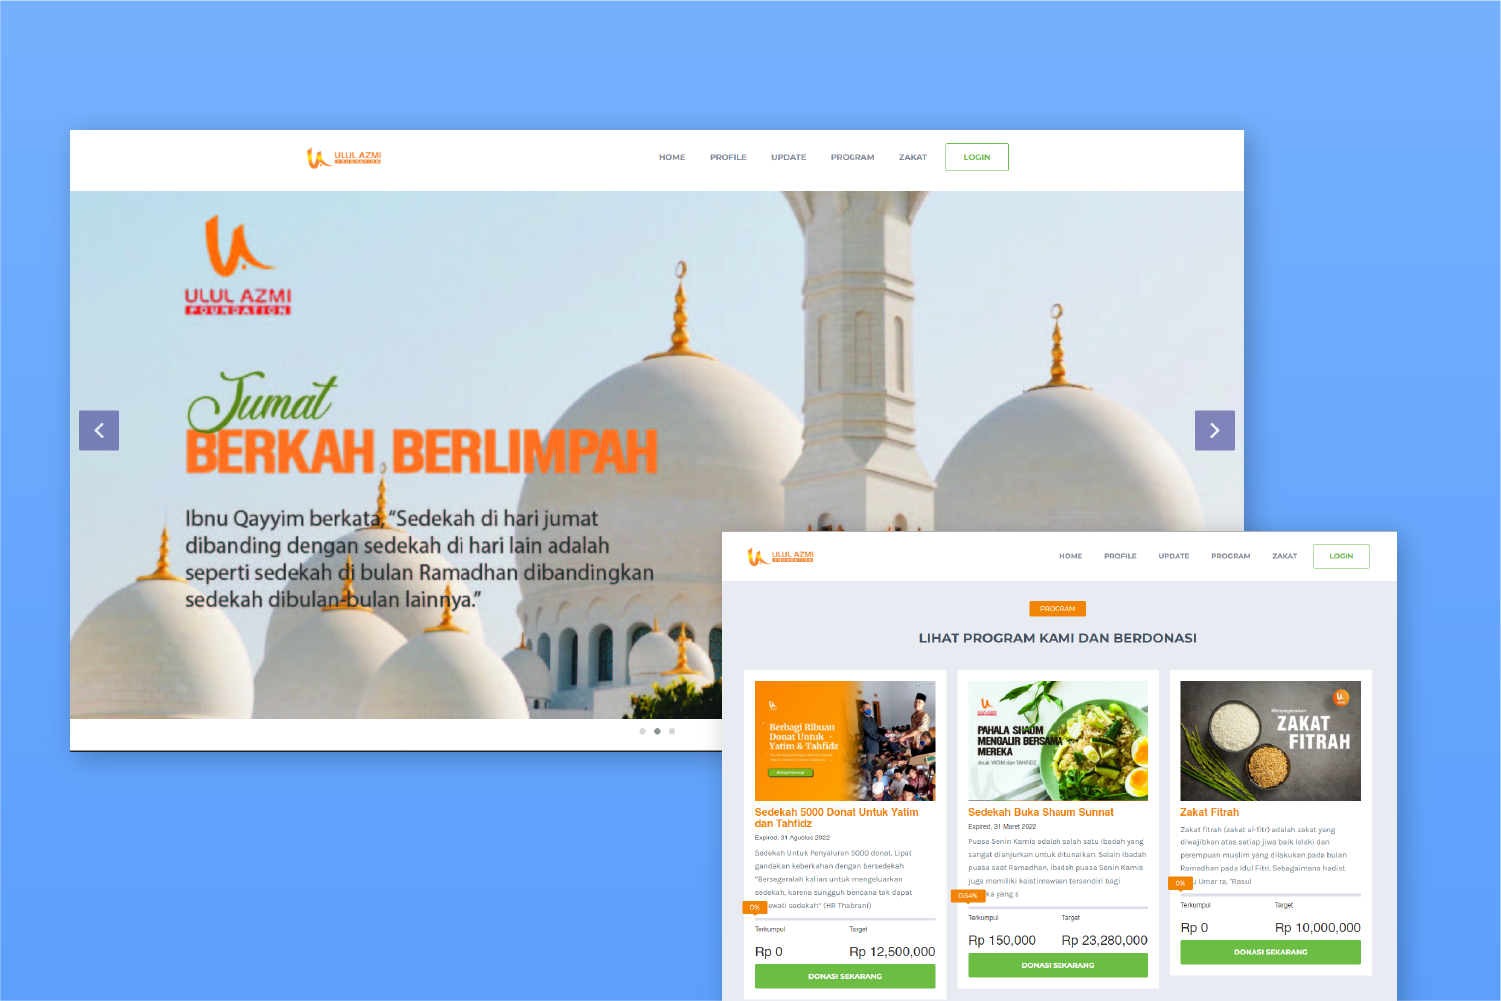 ULUL AZMI
FOUNDATION
HOME
PROFILE
UPDATE
PROGRAM
ZAKAT
LOGIN
ULUL AZMI
FOUNDATION
Jumat
BERKAH BERLIMPAH
Ibnu Qayyim berkata, “Sedekah di hari jumat
dibanding dengan sedekah di hari lain adalah
seperti sedekah di bulan Ramadhan dibandingkan
sedekah dibulan-bulan lainnya.”
ULUL AZMI
FOUNDATION
HOME
PROFILE
UPDATE
PROGRAM
ZAKAT
LOGIN
PROGRAM
LIHAT PROGRAM KAMI DAN BERDONASI
Berbagi Ribuan
Donat Untuk
Yatim & Tahfidz
Sedekah 5000 Donat Untuk Yatim
dan Tahfidz
Expired, 31 Agustus 2022
Sedekah Untuk Penyaluran 5000 donat, Lipat
gandakan keberkahan dengan bersedekah
"Bersegeralah kalian untuk mengeluarkan
sedekah, karena sungguh bencana tak dapat
ewati sedekah" (HR Thabrani)
0%
Terkumpul
Target
Rp 0
Rp 12,500,000
DONASI SEKARANG
ULUL AZMI
PAHALA SHAUM
MENGALIR BERSAMA
MEREKA
Anak YATIM dan TAHFIDZ
Sedekah Buka Shaum Sunnat
Expired, 31 Maret 2022
Puasa Senin Kamis adalah salah satu ibadah yang
sangat dianjurkan untuk ditunaikan. Selain ibadah
puasa saat Ramadhan, ibadah puasa Senin Kamis
juga memiliki keistimewaan tersendiri bagi
ka yang s
0.64%
Terkumpul
Target
Rp 150,000
Rp 23,280,000
DONASI SEKARANG
Menyegerakan
ZAKAT
FITRAH
Zakat Fitrah
Zakat fitrah (zakat al-fitr) adalah zakat yang
diwajibkan atas setiap jiwa baik lelaki dan
perempuan muslim yang dilakukan pada bulan
Ramadhan pada Idul Fitri. Sebagaimana hadist
Umar ra, "Rasul
0%
Terkumpul
Target
Rp 0
Rp 10,000,000
DONASI SEKARANG